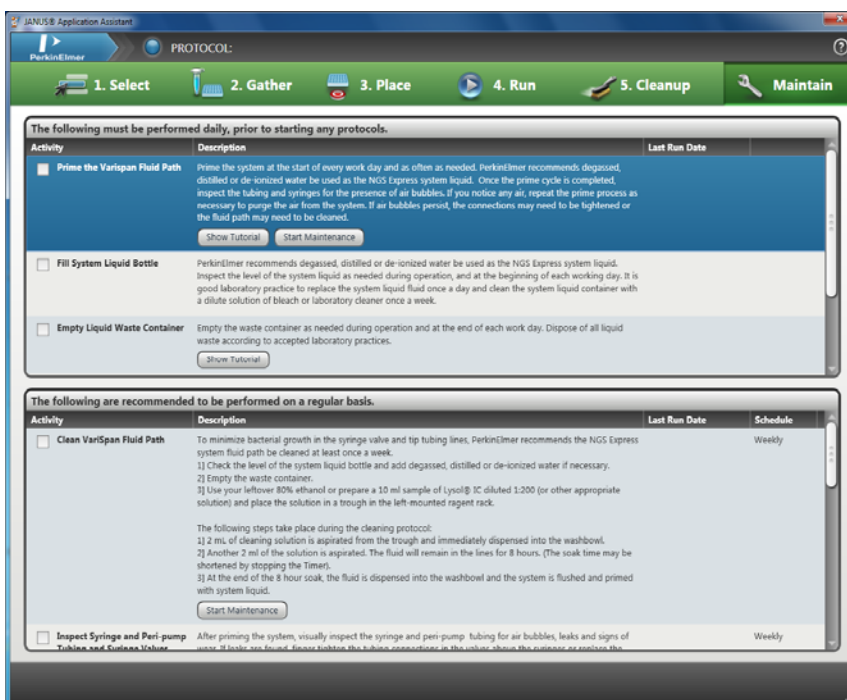 JANUS® Application Assistant
PerkinElmer
PROTOCOL:
1. Select
2. Gather
3. Place
4. Run
5. Cleanup
Maintain
The following must be performed daily, prior to starting any protocols.
Activity Description Last Run Date
Prime the Varispan Fluid Path
Prime the system at the start of every work day and as often as needed. PerkinElmer recommends degassed,
distilled or de-ionized water be used as the NGS Express system liquid. Once the prime cycle is completed,
inspect the tubing and syringes for the presence of air bubbles. If you notice any air, repeat the prime process as
necessary to purge the air from the system. If air bubbles persist, the connections may need to be tightened or
the fluid path may need to be cleaned.
Show Tutorial Start Maintenance
Fill System Liquid Bottle
PerkinElmer recommends degassed, distilled or de-ionized water be used as the NGS Express system liquid.
Inspect the level of the system liquid as needed during operation, and at the beginning of each working day. It is
good laboratory practice to replace the system liquid fluid once a day and clean the system liquid container with
a dilute solution of bleach or laboratory cleaner once a week.
Empty Liquid Waste Container
Empty the waste container as needed during operation and at the end of each work day. Dispose of all liquid
waste according to accepted laboratory practices.
Show Tutorial
The following are recommended to be performed on a regular basis.
Activity Description Last Run Date Schedule
Clean VariSpan Fluid Path
To minimize bacterial growth in the syringe valve and tip tubing lines, PerkinElmer recommends the NGS Express
system fluid path be cleaned at least once a week.
1] Check the level of the system liquid bottle and add degassed, distilled or de-ionized water if necessary.
2] Empty the waste container.
3] Use your leftover 80% ethanol or prepare a 10 ml sample of Lysol® IC diluted 1:200 (or other appropriate
solution) and place the solution in a trough in the left-mounted ragent rack.
The following steps take place during the cleaning protocol:
1] 2 mL of cleaning solution is aspirated from the trough and immediately dispensed into the washbowl.
2] Another 2 ml of the solution is aspirated. The fluid will remain in the lines for 8 hours. (The soak time may be
shortened by stopping the Timer).
3] At the end of the 8 hour soak, the fluid is dispensed into the washbowl and the system is flushed and primed
with system liquid.
Start Maintenance
Weekly
Inspect Syringe and Peri-pump
Tubing and Syringe Valves
After priming the system, visually inspect the syringe and peri-pump tubing for air bubbles, leaks and signs of
wear. If leaks are found, finger tighten the tubing connections in the valves above the syringes or replace the
Weekly